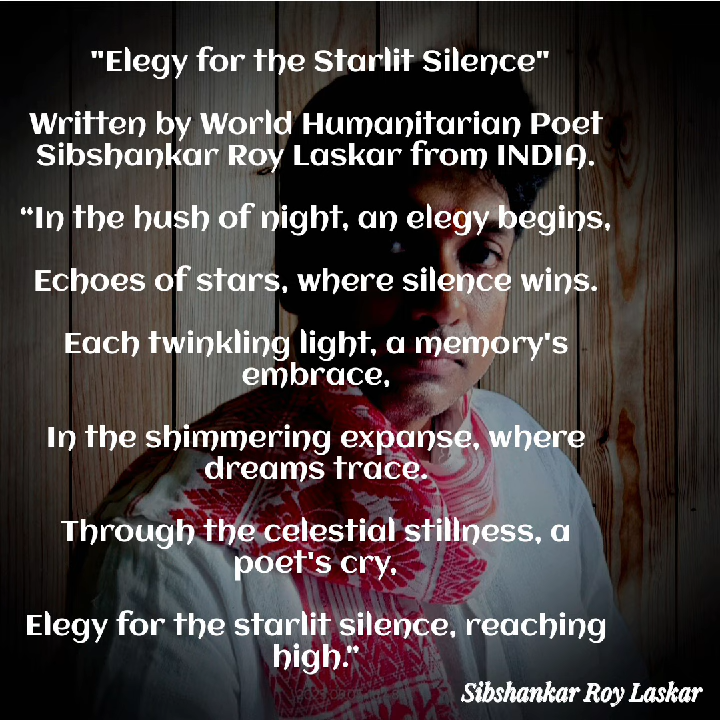 "Elegy for the Starlit Silence"
Written by World Humanitarian Poet
Sibshankar Roy Laskar from INDIA.
“In the hush of night, an elegy begins,
Echoes of stars, where silence wins.
Each twinkling light, a memory's
embrace,
In the shimmering expanse, where
dreams trace.
Through the celestial stillness, a
poet's cry,
Elegy for the starlit silence, reaching
high.”
Sibshankar Roy Laskar